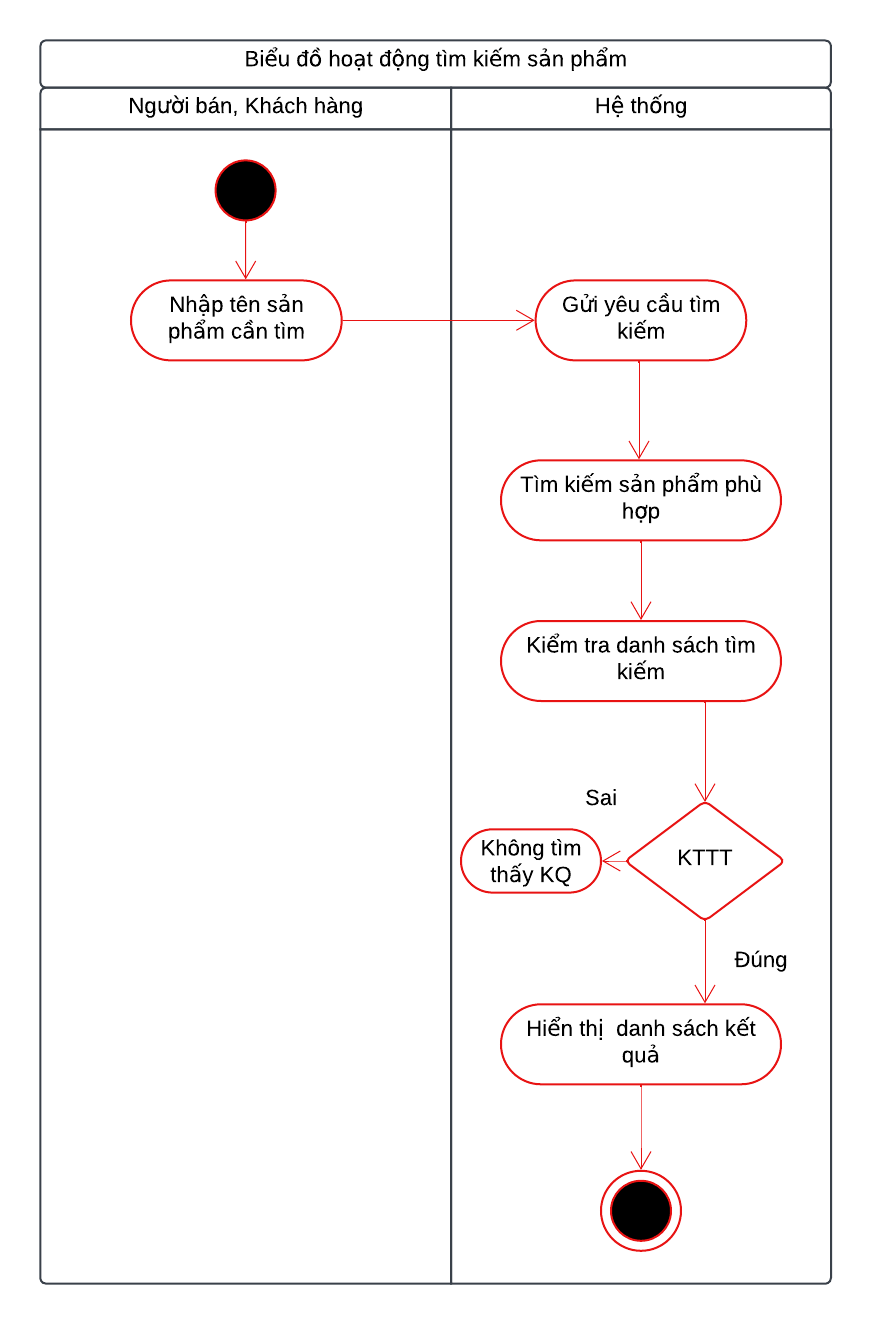 Biểu đồ hoạt động tìm kiếm sản phẩm
Người bán, Khách hàng
Hệ thống
Nhập tên sản
phẩm cần tìm
Gửi yêu cầu tìm
kiếm
Tìm kiếm sản phẩm phù
hợp
Kiểm tra danh sách tìm
kiếm
Sai
Không tìm
thấy KQ
KTTT
Đúng
Hiển thị danh sách kết
quả